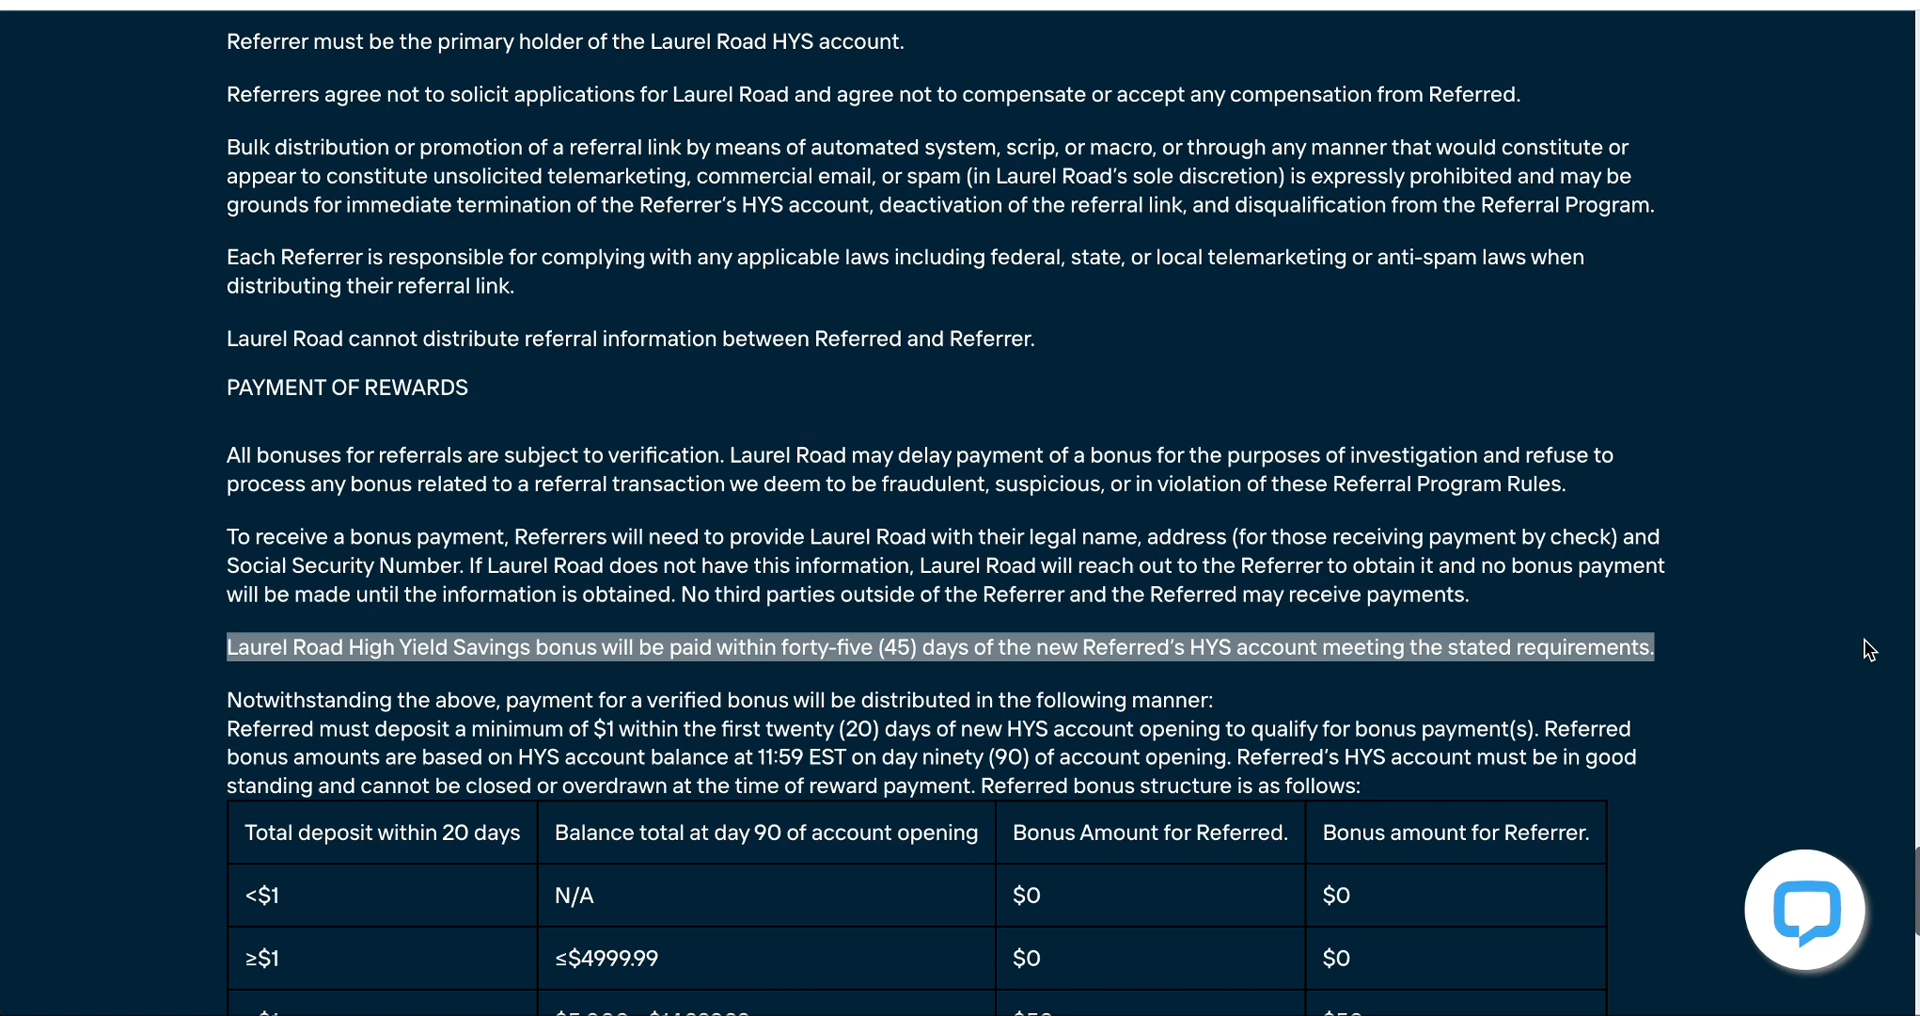 Referrer must be the primary holder of the Laurel Road HYS account.
Referrers agree not to solicit applications for Laurel Road and agree not to compensate or accept any compensation from Referred.
Bulk distribution or promotion of a referral link by means of automated system, scrip, or macro, or through any manner that would constitute or
appear to constitute unsolicited telemarketing, commercial email, or spam (in Laurel Road's sole discretion) is expressly prohibited and may be
grounds for immediate termination of the Referrer's HYS account, deactivation of the referral link, and disqualification from the Referral Program.
Each Referrer is responsible for complying with any applicable laws including federal, state, or local telemarketing or anti-spam laws when
distributing their referral link.
Laurel Road cannot distribute referral information between Referred and Referrer.
PAYMENT OF REWARDS
All bonuses for referrals are subject to verification. Laurel Road may delay payment of a bonus for the purposes of investigation and refuse to
process any bonus related to a referral transaction we deem to be fraudulent, suspicious, or in violation of these Referral Program Rules.
To receive a bonus payment, Referrers will need to provide Laurel Road with their legal name, address (for those receiving payment by check) and
Social Security Number. If Laurel Road does not have this information, Laurel Road will reach out to the Referrer to obtain it and no bonus payment
will be made until the information is obtained. No third parties outside of the Referrer and the Referred may receive payments.
Laurel Road High Yield Savings bonus will be paid within forty-five (45) days of the new Referred's HYS account meeting the stated requirements.
Notwithstanding the above, payment for a verified bonus will be distributed in the following manner:
Referred must deposit a minimum of $1 within the first twenty (20) days of new HYS account opening to qualify for bonus payment(s). Referred
bonus amounts are based on HYS account balance at 11:59 EST on day ninety (90) of account opening. Referred's HYS account must be in good
standing and cannot be closed or overdrawn at the time of reward payment. Referred bonus structure is as follows:
Total deposit within 20 days Balance total at day 90 of account opening Bonus Amount for Referred. Bonus amount for Referrer.
<$1 N/A $0 $0
≥$1 ≤$4999.99 $0 $0